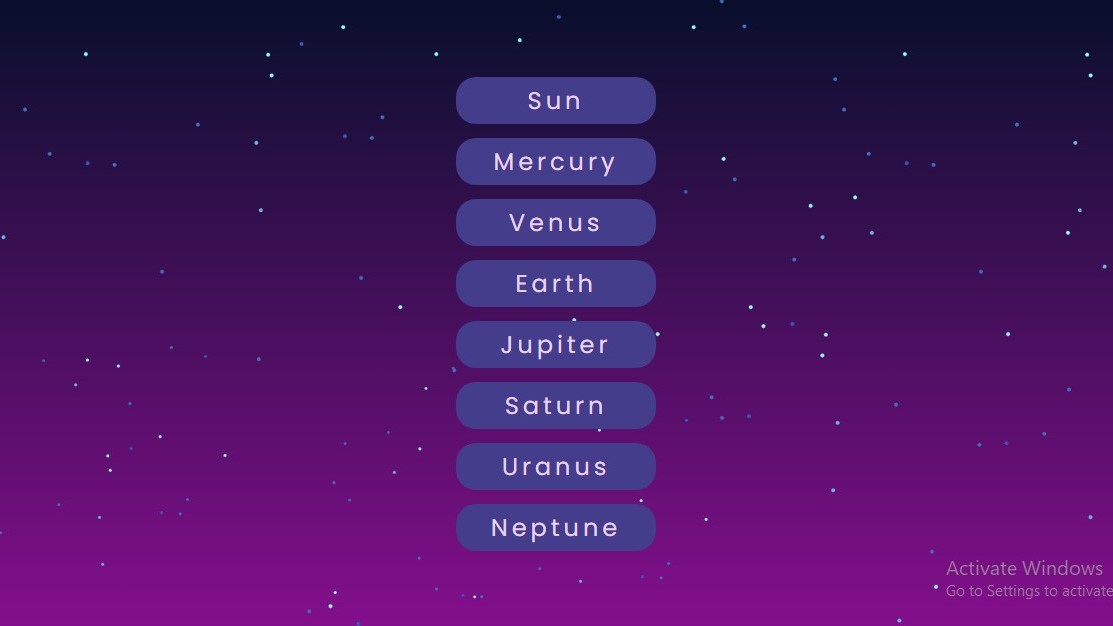 Sun
Mercury
Venus
Earth
Jupiter
Saturn
Uranus
Neptune
Activate Windows
Go to Settings to activate